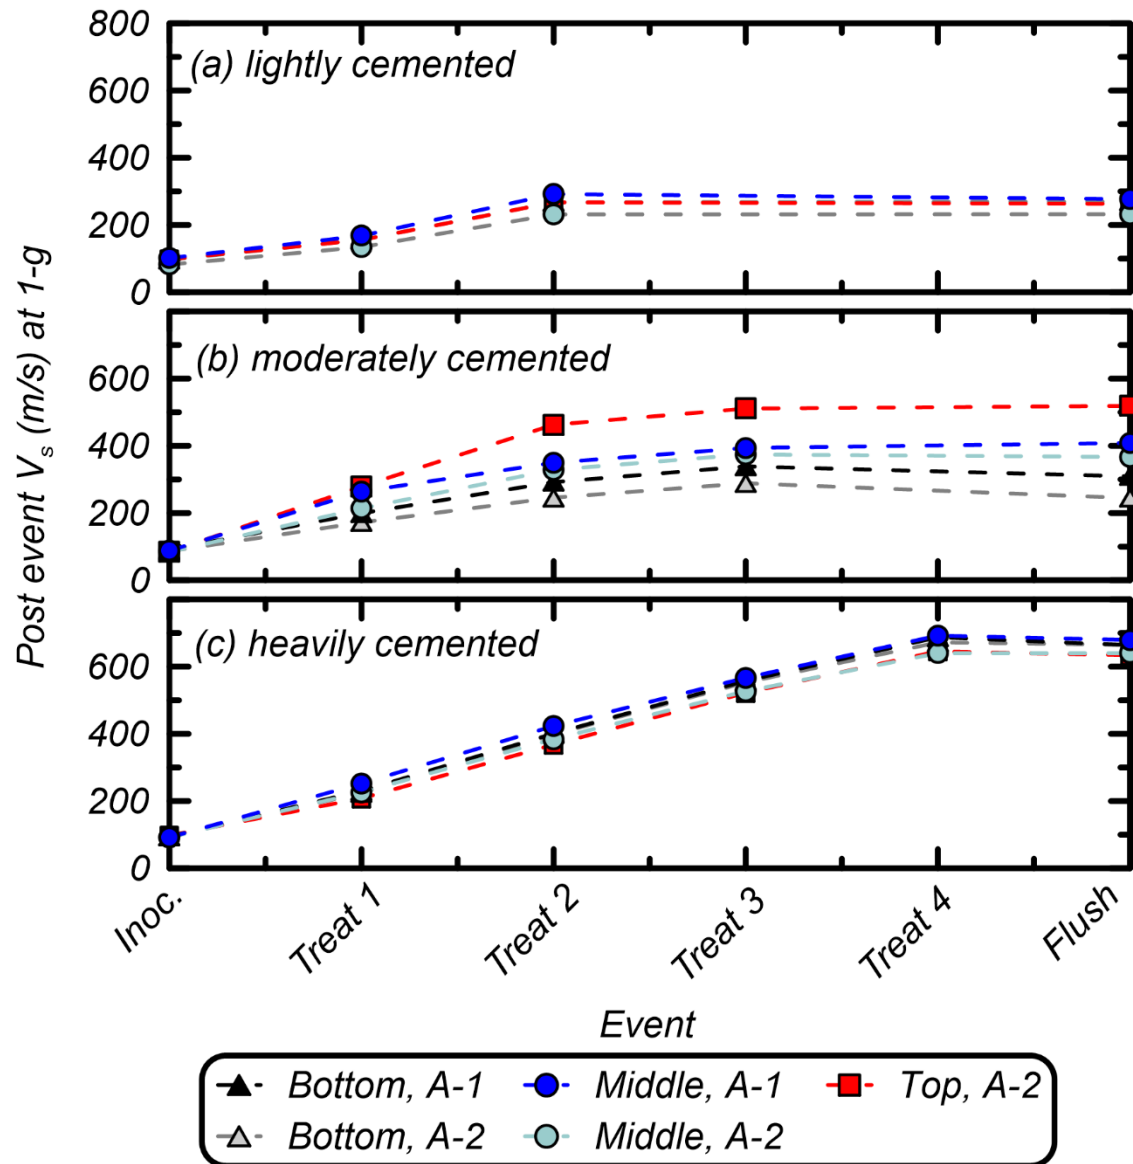 800
(a) lightly cemented
600
400
200
0
(b) moderately cemented
600
400
200
0
(c) heavily cemented
600
400
200
0
Post event Vₛ (m/s) at 1-g
Inoc.
Treat 1
Treat 2
Treat 3
Treat 4
Flush
Event
Bottom, A-1 Middle, A-1 Top, A-2
Bottom, A-2 Middle, A-2